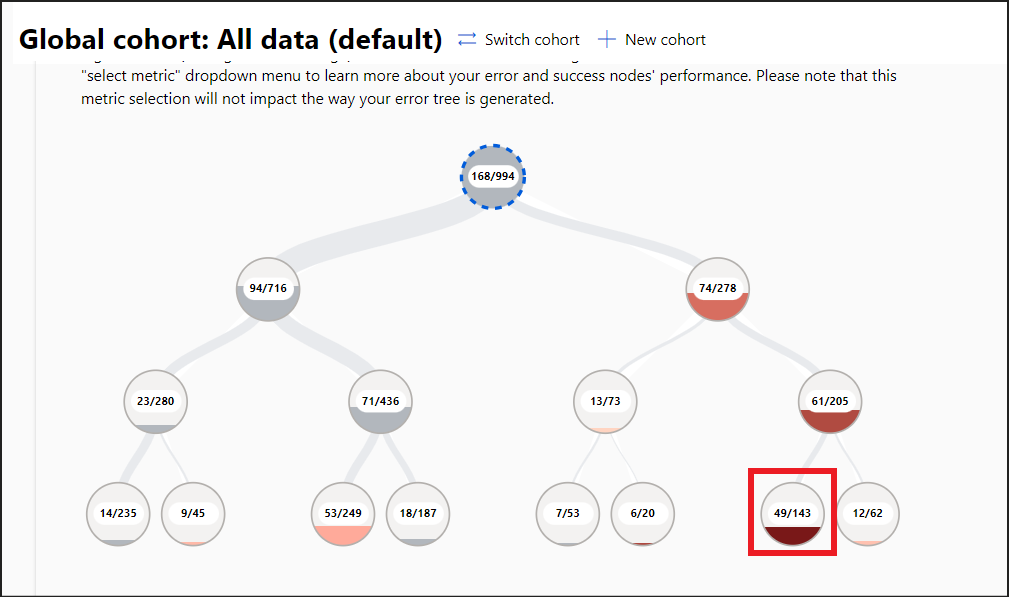 Global cohort: All data (default) Switch cohort New cohort
"select metric" dropdown menu to learn more about your error and success nodes' performance. Please note that this
metric selection will not impact the way your error tree is generated.
168/994
94/716 74/278
23/280 71/436 13/73 61/205
14/235 9/45 53/249 18/187 7/53 6/20 49/143 12/62